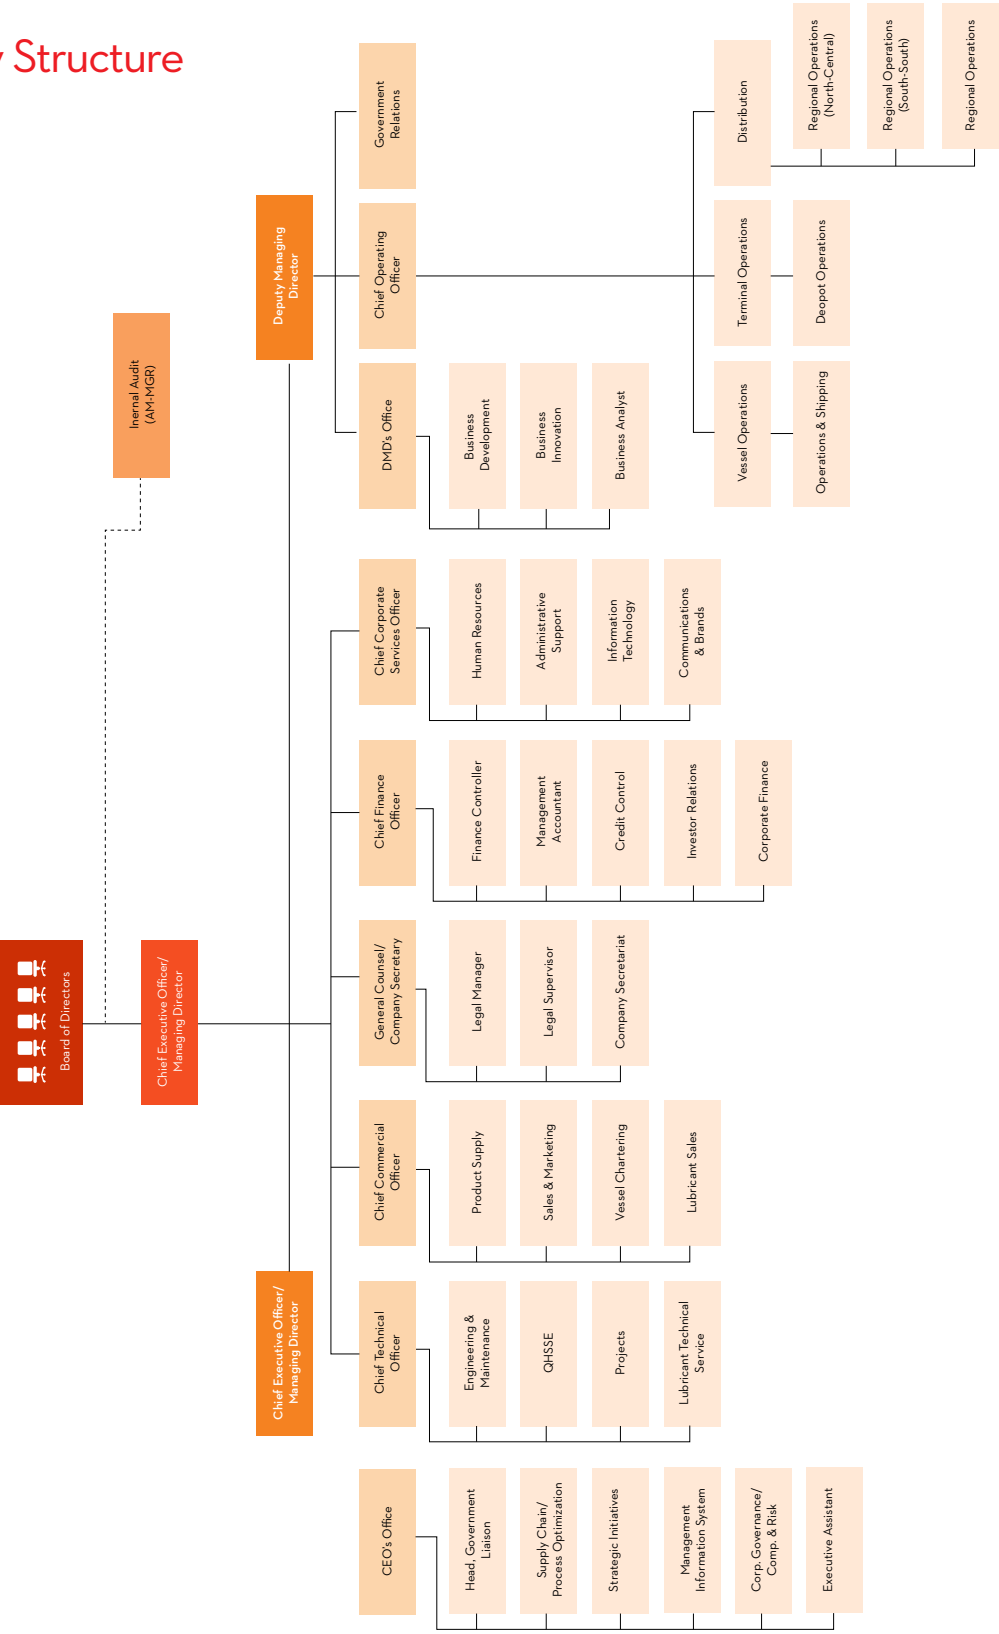 y Structure
Board of Directors
Chief Executive Officer/
Managing Director
Inernal Audit
(AM-MGR)
Chief Executive Officer/
Managing Director
Deputy Managing
Director
CEO's Office
Head, Government
Liaison
Supply Chain/
Process Optimization
Strategic Initiatives
Management
Information System
Corp. Governance/
Comp. & Risk
Executive Assistant
Chief Technical
Officer
Engineering &
Maintenance
QHSSE
Projects
Lubricant Technical
Service
Chief Commercial
Officer
Product Supply
Sales & Marketing
Vessel Chartering
Lubricant Sales
General Counsel/
Company Secretary
Legal Manager
Legal Supervisor
Company Secretariat
Chief Finance
Officer
Finance Controller
Management
Accountant
Credit Control
Investor Relations
Corporate Finance
Chief Corporate
Services Officer
Human Resources
Administrative
Support
Information
Technology
Communications
& Brands
DMD's Office
Business
Development
Business
Innovation
Business Analyst
Chief Operating
Officer
Government
Relations
Vessel Operations
Operations & Shipping
Terminal Operations
Deopot Operations
Distribution
Regional Operations
(North-Central)
Regional Operations
(South-South)
Regional Operations